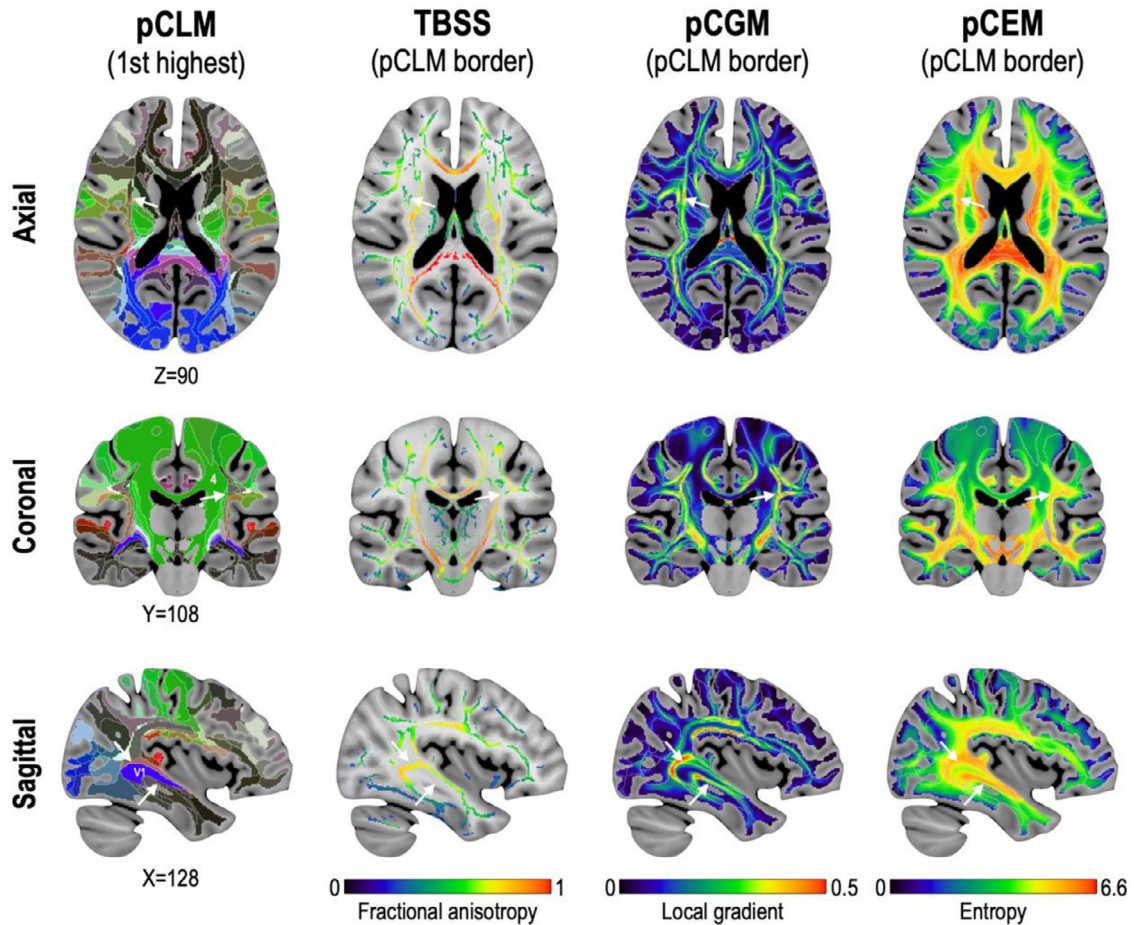 pCLM
(1st highest)
TBSS
(pCLM border)
pCGM
(pCLM border)
pCEM
(pCLM border)
Axial
Z=90
Coronal
4
Y=108
Sagittal
V1
X=128
0
1
Fractional anisotropy
0
0.5
Local gradient
0
6.6
Entropy